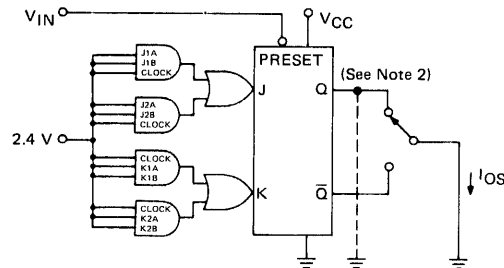 VIN
VCC
J1A
J1B
CLOCK
PRESET
(See Note 2)
J
Q
J2A
J2B
CLOCK
2.4 V
CLOCK
K1A
K1B
K
Q̅
IOS
CLOCK
K2A
K2B